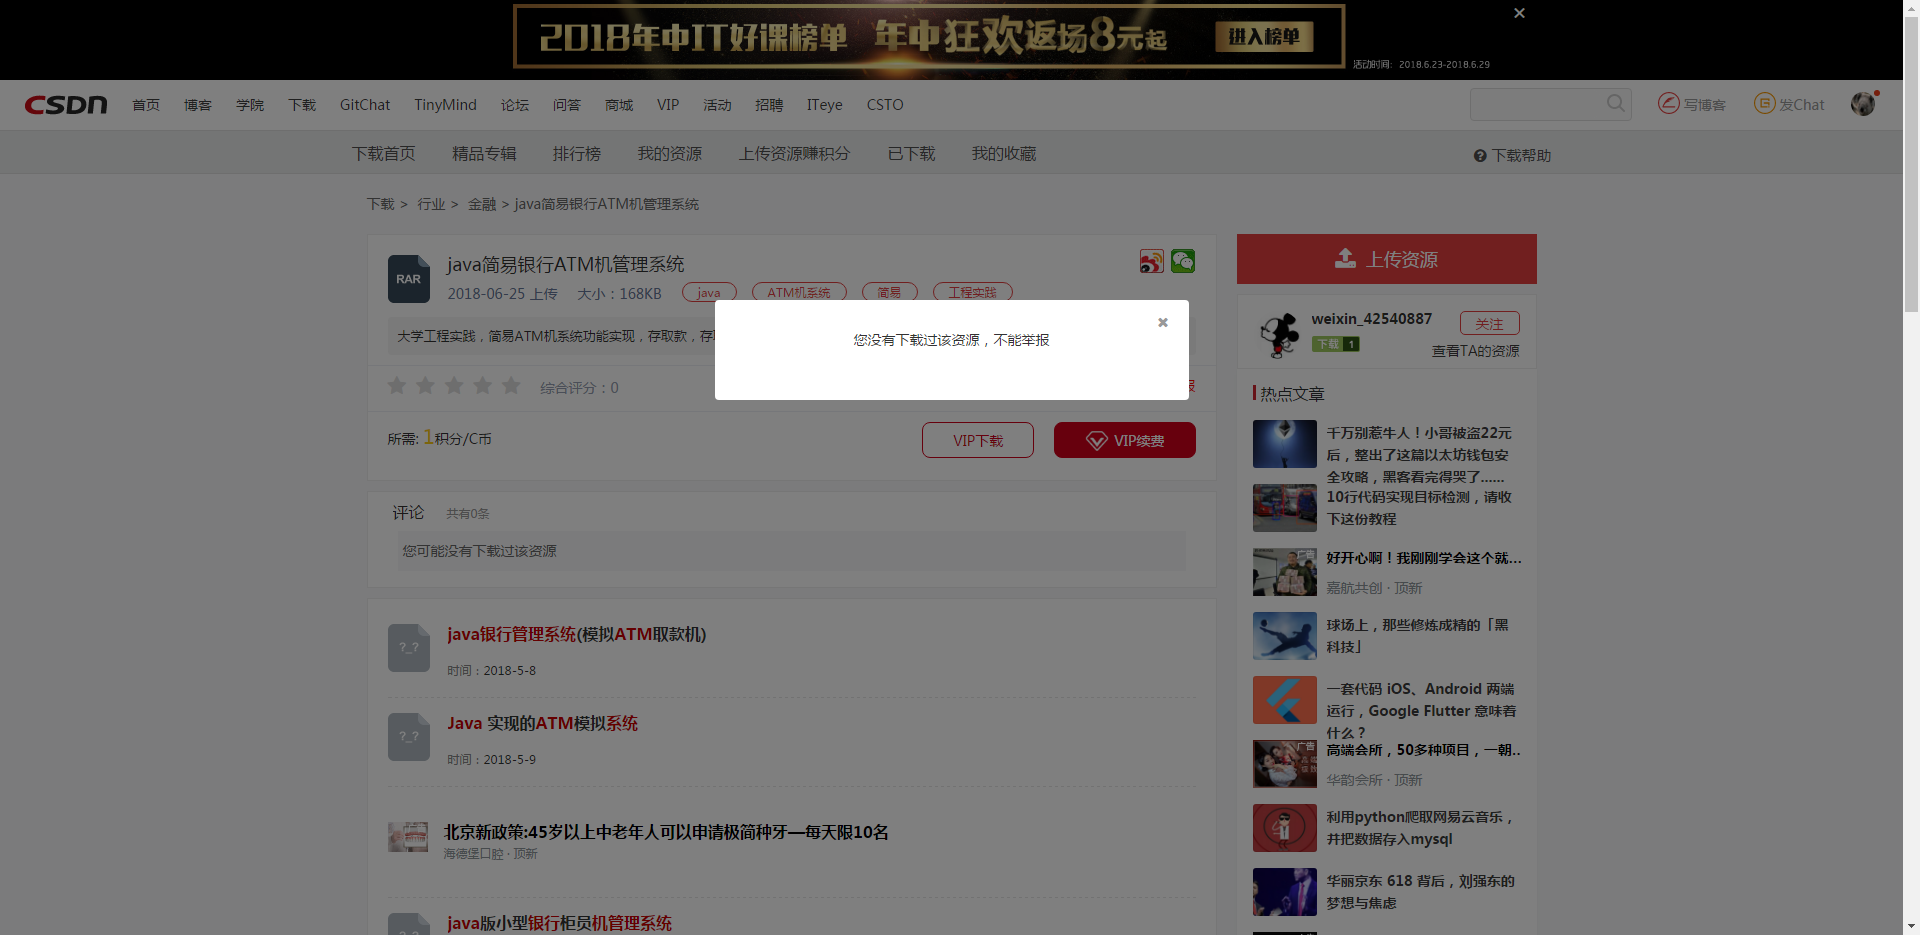 2018年中IT好课榜单 年中狂欢返场8元起 进入榜单
活动时间：2018.6.23-2018.6.29
CSDN 首页 博客 学院 下载 GitChat TinyMind 论坛 问答 商城 VIP 活动 招聘 ITeye CSTO 写博客 发Chat
下载首页 精品专辑 排行榜 我的资源 上传资源赚积分 已下载 我的收藏 下载帮助
下载 > 行业 > 金融 > java简易银行ATM机管理系统
RAR
java简易银行ATM机管理系统
2018-06-25 上传 大小：168KB java ATM机系统 简易 工程实践
大学工程实践，简易ATM机系统功能实现，存取款，存
您没有下载过该资源，不能举报
综合评分：0
所需: 1积分/C币
VIP下载 VIP续费
评论 共有0条
您可能没有下载过该资源
?_?
java银行管理系统(模拟ATM取款机)
时间：2018-5-8
?_?
Java 实现的ATM模拟系统
时间：2018-5-9
北京新政策:45岁以上中老年人可以申请极简种牙—每天限10名
海德堡口腔 · 顶新
java版小型银行柜员机管理系统
上传资源
weixin_42540887 关注
下载 1
查看TA的资源
热点文章
千万别惹牛人！小哥被盗22元
后，整出了这篇以太坊钱包安
全攻略，黑客看完得哭了......
10行代码实现目标检测，请收
下这份教程
广告
好开心啊！我刚刚学会这个就...
嘉航共创 · 顶新
球场上，那些修炼成精的「黑
科技」
一套代码 iOS、Android 两端
运行，Google Flutter 意味着
什么？
广告
高端会所，50多种项目，一朝..
华韵会所 · 顶新
利用python爬取网易云音乐，
并把数据存入mysql
华丽京东 618 背后，刘强东的
梦想与焦虑